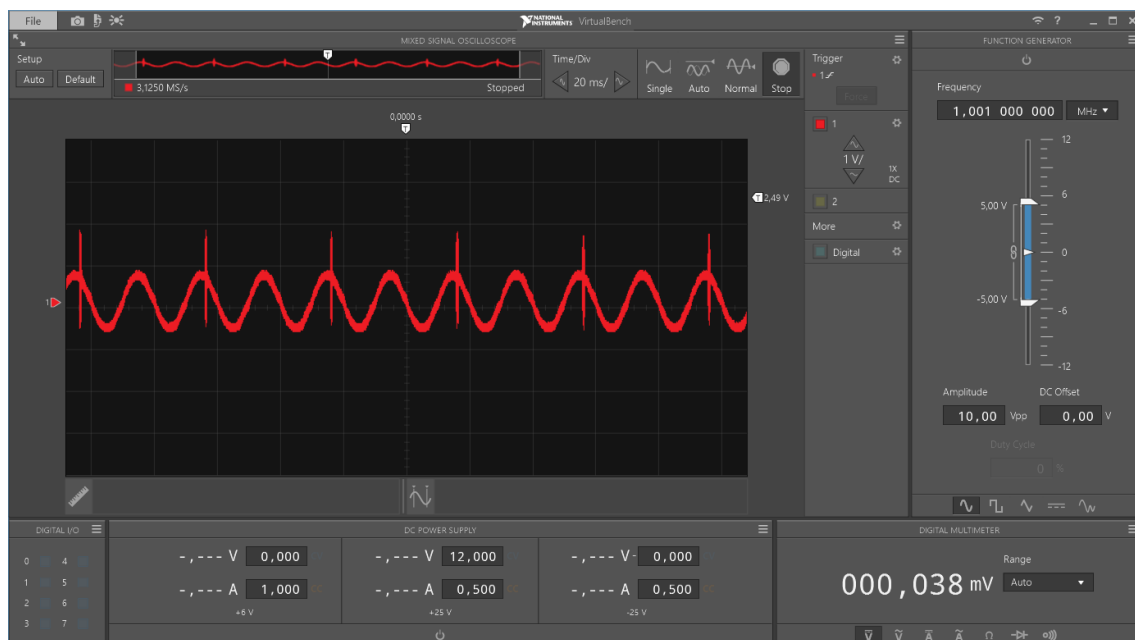 File
NATIONAL INSTRUMENTS VirtualBench
?
MIXED SIGNAL OSCILLOSCOPE
FUNCTION GENERATOR
Setup
Auto Default
T
3,1250 MS/s Stopped
Time/Div
20 ms/
Single Auto Normal Stop
Trigger
1
Force
0,0000 s
T
T 2,49 V
1
1
1 V/
1X
DC
2
More
Digital
Frequency
1,001 000 000 MHz
12
6
5,00 V
0
-5,00 V
-6
-12
Amplitude DC Offset
10,00 Vpp 0,00 V
Duty Cycle
0 %
DIGITAL I/O
0 4
1 5
2 6
3 7
DC POWER SUPPLY
-,--- V 0,000 -,--- V 12,000 -,--- V- 0,000
-,--- A 1,000 -,--- A 0,500 -,--- A 0,500
+6 V +25 V -25 V
DIGITAL MULTIMETER
Range
000,038 mV Auto
V V A A Ω